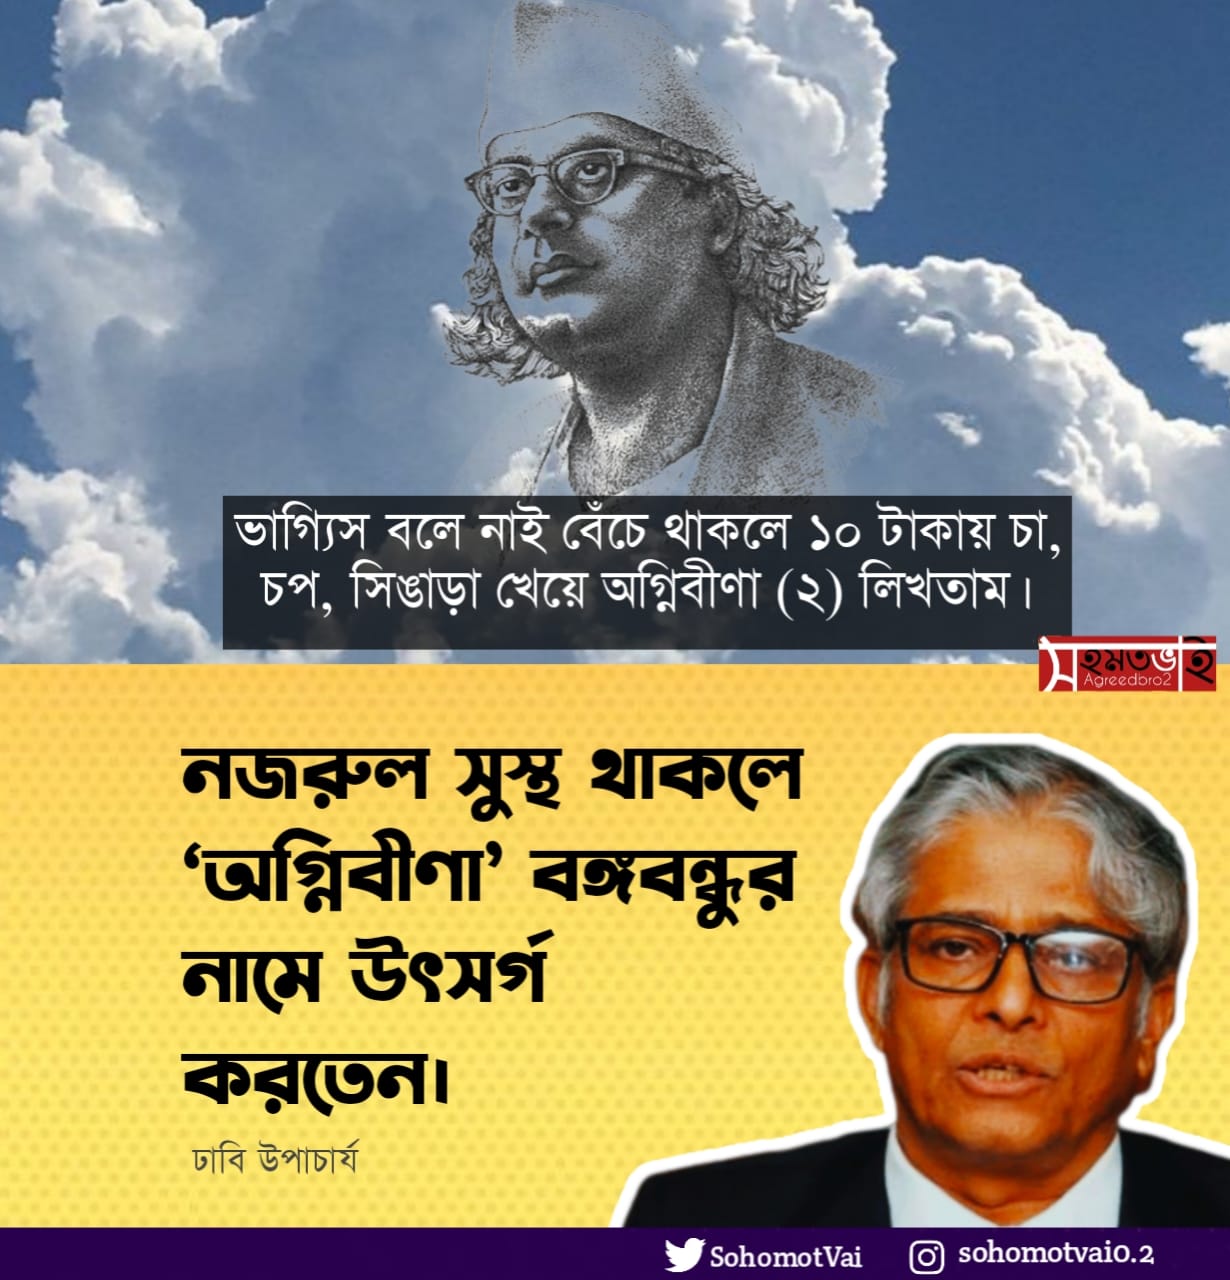 ভাগ্যিস বলে নাই বেঁচে থাকলে ১০ টাকায় চা,
চপ, সিঙাড়া খেয়ে অগ্নিবীণা (২) লিখতাম।
সহমতভাই
Agreedbro2
নজরুল সুস্থ থাকলে
‘অগ্নিবীণা’ বঙ্গবন্ধুর
নামে উৎসর্গ
করতেন।
ঢাবি উপাচার্য
SohomotVai
sohomotvai0.2